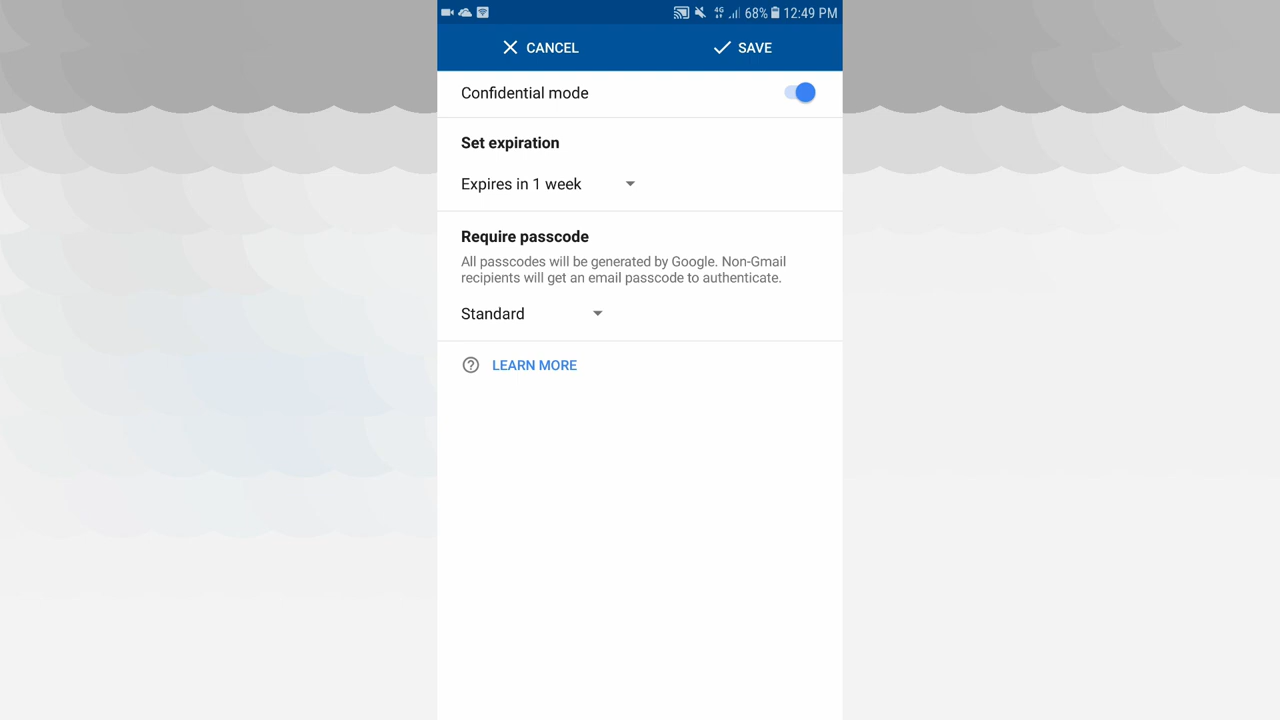 4G 68% 12:49 PM
CANCEL SAVE
Confidential mode
Set expiration
Expires in 1 week
Require passcode
All passcodes will be generated by Google. Non-Gmail
recipients will get an email passcode to authenticate.
Standard
LEARN MORE